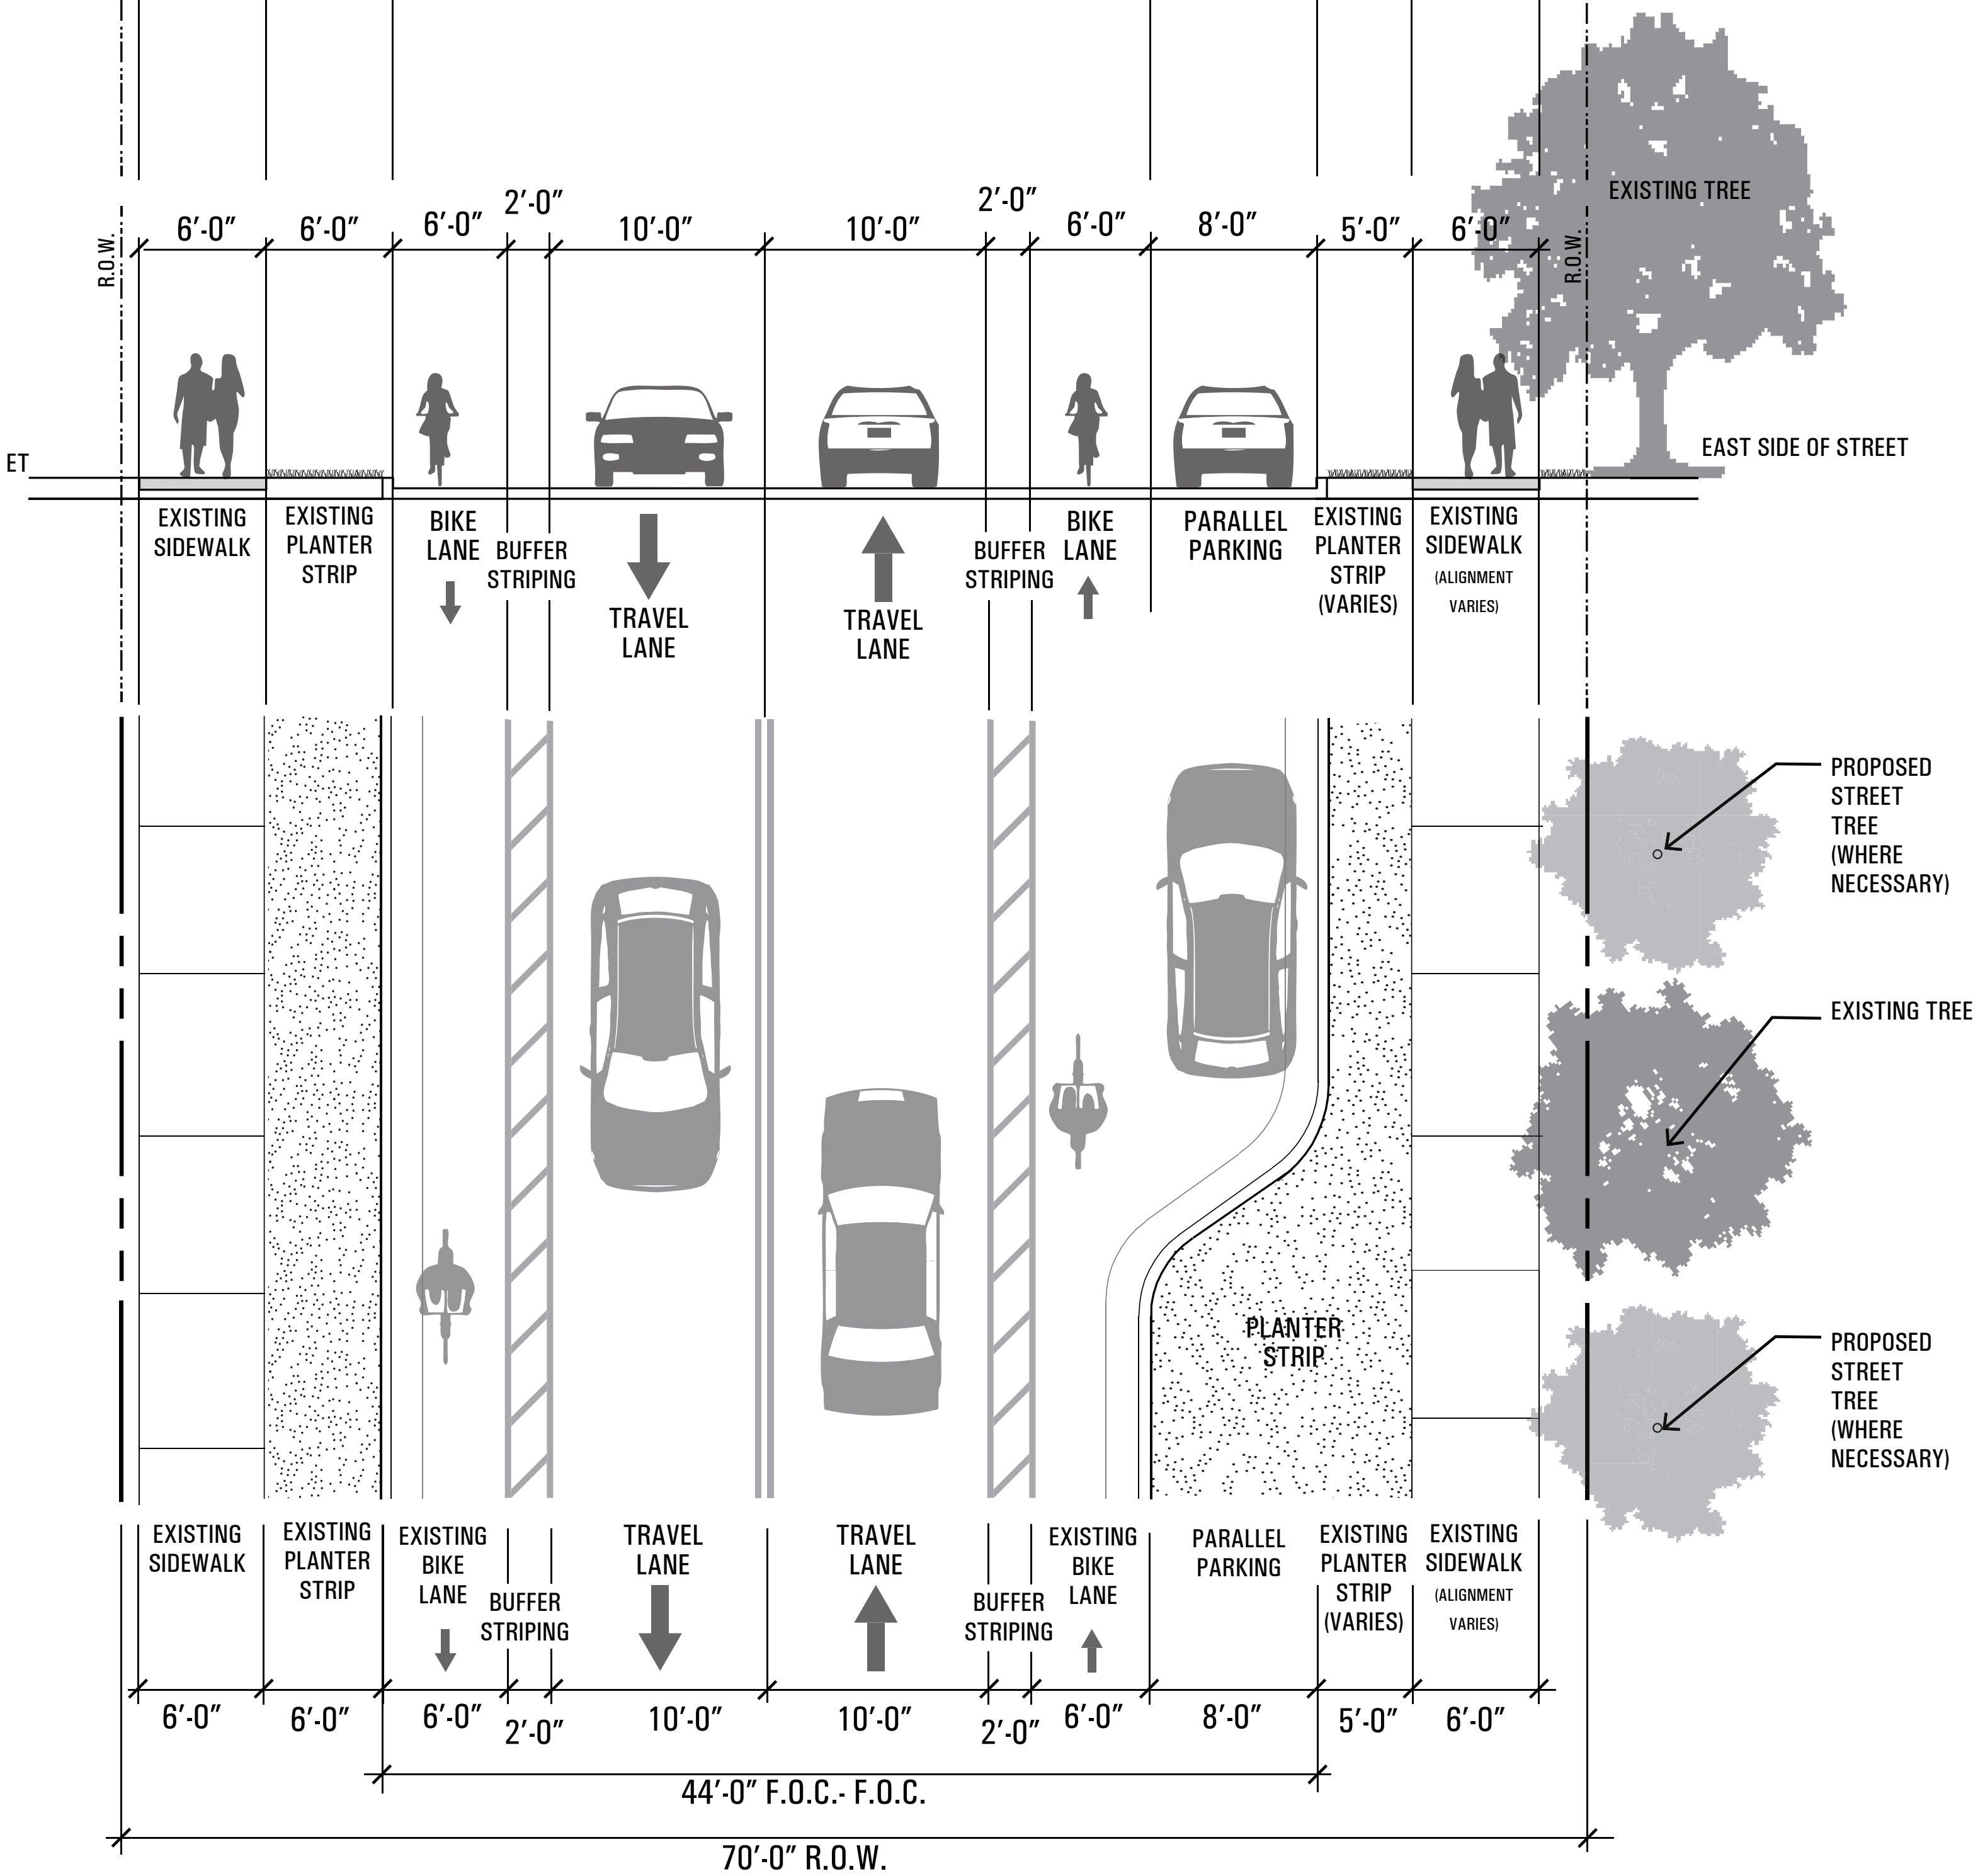 2’-0”
2’-0”
6’-0”
6’-0”
6’-0”
10’-0”
10’-0”
6’-0”
8’-0”
5’-0”
6’-0”
R.O.W.
R.O.W.
EXISTING TREE
ET
EAST SIDE OF STREET
EXISTING
SIDEWALK
EXISTING
PLANTER
STRIP
BIKE
LANE
BUFFER
STRIPING
TRAVEL
LANE
TRAVEL
LANE
BUFFER
STRIPING
BIKE
LANE
PARALLEL
PARKING
EXISTING
PLANTER
STRIP
(VARIES)
EXISTING
SIDEWALK
(ALIGNMENT
VARIES)
PROPOSED
STREET
TREE
(WHERE
NECESSARY)
EXISTING TREE
PLANTER
STRIP
PROPOSED
STREET
TREE
(WHERE
NECESSARY)
EXISTING
SIDEWALK
EXISTING
PLANTER
STRIP
EXISTING
BIKE
LANE
BUFFER
STRIPING
TRAVEL
LANE
TRAVEL
LANE
BUFFER
STRIPING
EXISTING
BIKE
LANE
PARALLEL
PARKING
EXISTING
PLANTER
STRIP
(VARIES)
EXISTING
SIDEWALK
(ALIGNMENT
VARIES)
6’-0”
6’-0”
6’-0”
2’-0”
10’-0”
10’-0”
2’-0”
6’-0”
8’-0”
5’-0”
6’-0”
44’-0” F.O.C.- F.O.C.
70’-0” R.O.W.